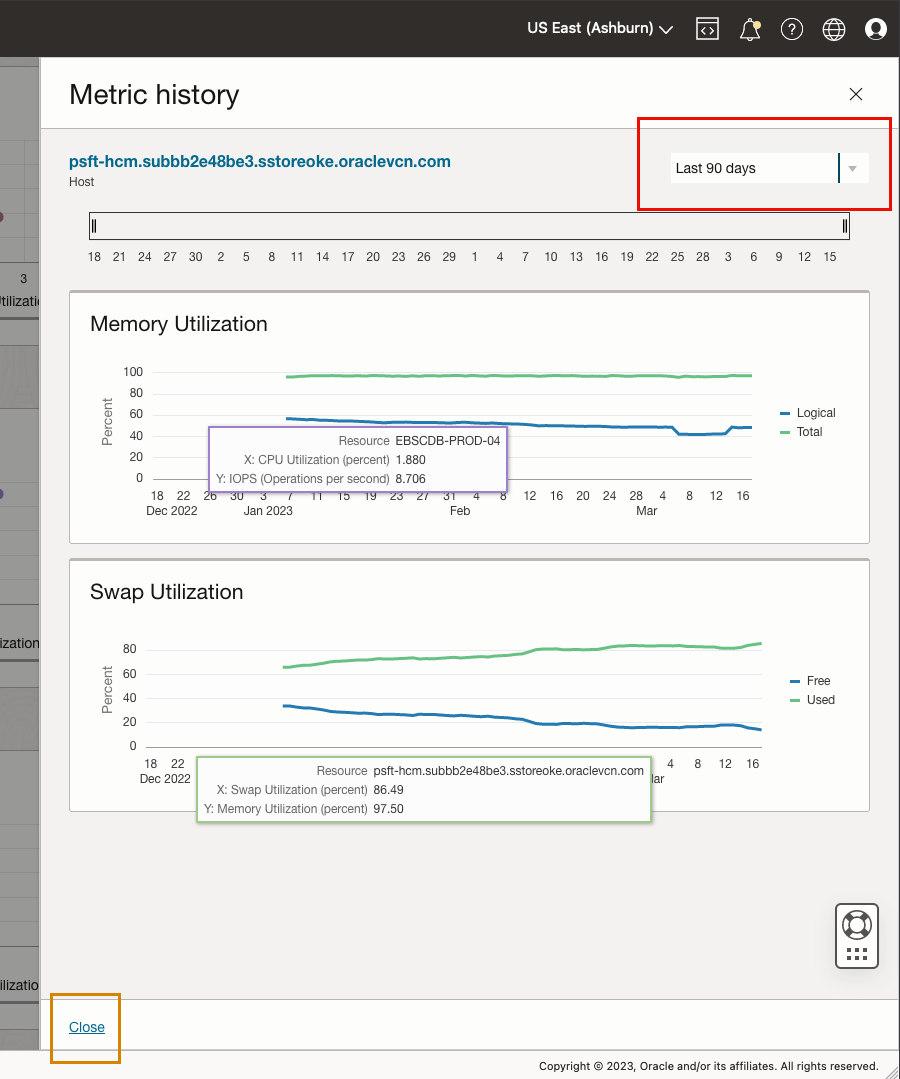 US East (Ashburn)
Metric history
psft-hcm.subbb2e48be3.sstoreoke.oraclevcn.com
Host
Last 90 days
18 21 24 27 30 2 5 8 11 14 17 20 23 26 29 1 4 7 10 13 16 19 22 25 28 3 6 9 12 15
3
Memory Utilization
100
80
60
40
20
0
Percent
Logical
Total
Resource EBSCDB-PROD-04
X: CPU Utilization (percent) 1.880
Y: IOPS (Operations per second) 8.706
18 22 26 30 3 7 11 15 19 23 27 31 4 8 12 16 20 24 28 4 8 12 16
Dec 2022 Jan 2023 Feb Mar
Swap Utilization
80
60
40
20
0
Percent
Free
Used
18 22 4 8 12 16
Dec 2022
Resource psft-hcm.subbb2e48be3.sstoreoke.oraclevcn.com
X: Swap Utilization (percent) 86.49
Y: Memory Utilization (percent) 97.50
Close
Copyright © 2023, Oracle and/or its affiliates. All rights reserved.